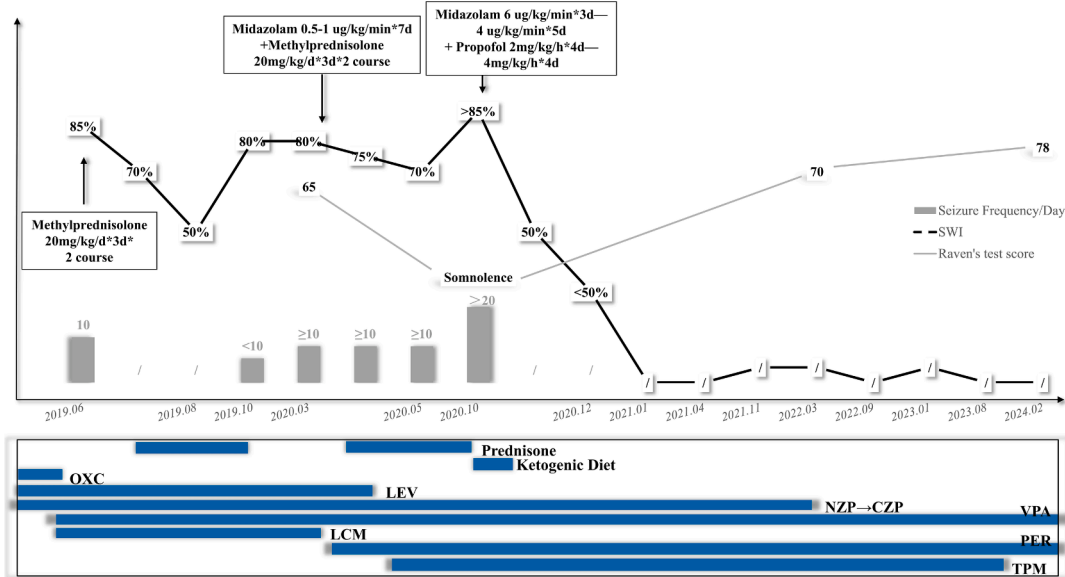 Midazolam 0.5-1 ug/kg/min*7d
+Methylprednisolone
20mg/kg/d*3d*2 course
Midazolam 6 ug/kg/min*3d—
4 ug/kg/min*5d
+ Propofol 2mg/kg/h*4d—
4mg/kg/h*4d
85%
70%
50%
80%
80%
75%
70%
>85%
50%
<50%
/
/
/
/
/
/
/
/
65
Somnolence
70
78
Methylprednisolone
20mg/kg/d*3d*
2 course
Seizure Frequency/Day
SWI
Raven's test score
10
/
/
<10
≥10
≥10
≥10
>20
/
/
2019.06
2019.08
2019.10
2020.03
2020.05
2020.10
2020.12
2021.01
2021.04
2021.11
2022.03
2022.09
2023.01
2023.08
2024.02
Prednisone
Ketogenic Diet
OXC
LEV
NZP→CZP
VPA
LCM
PER
TPM